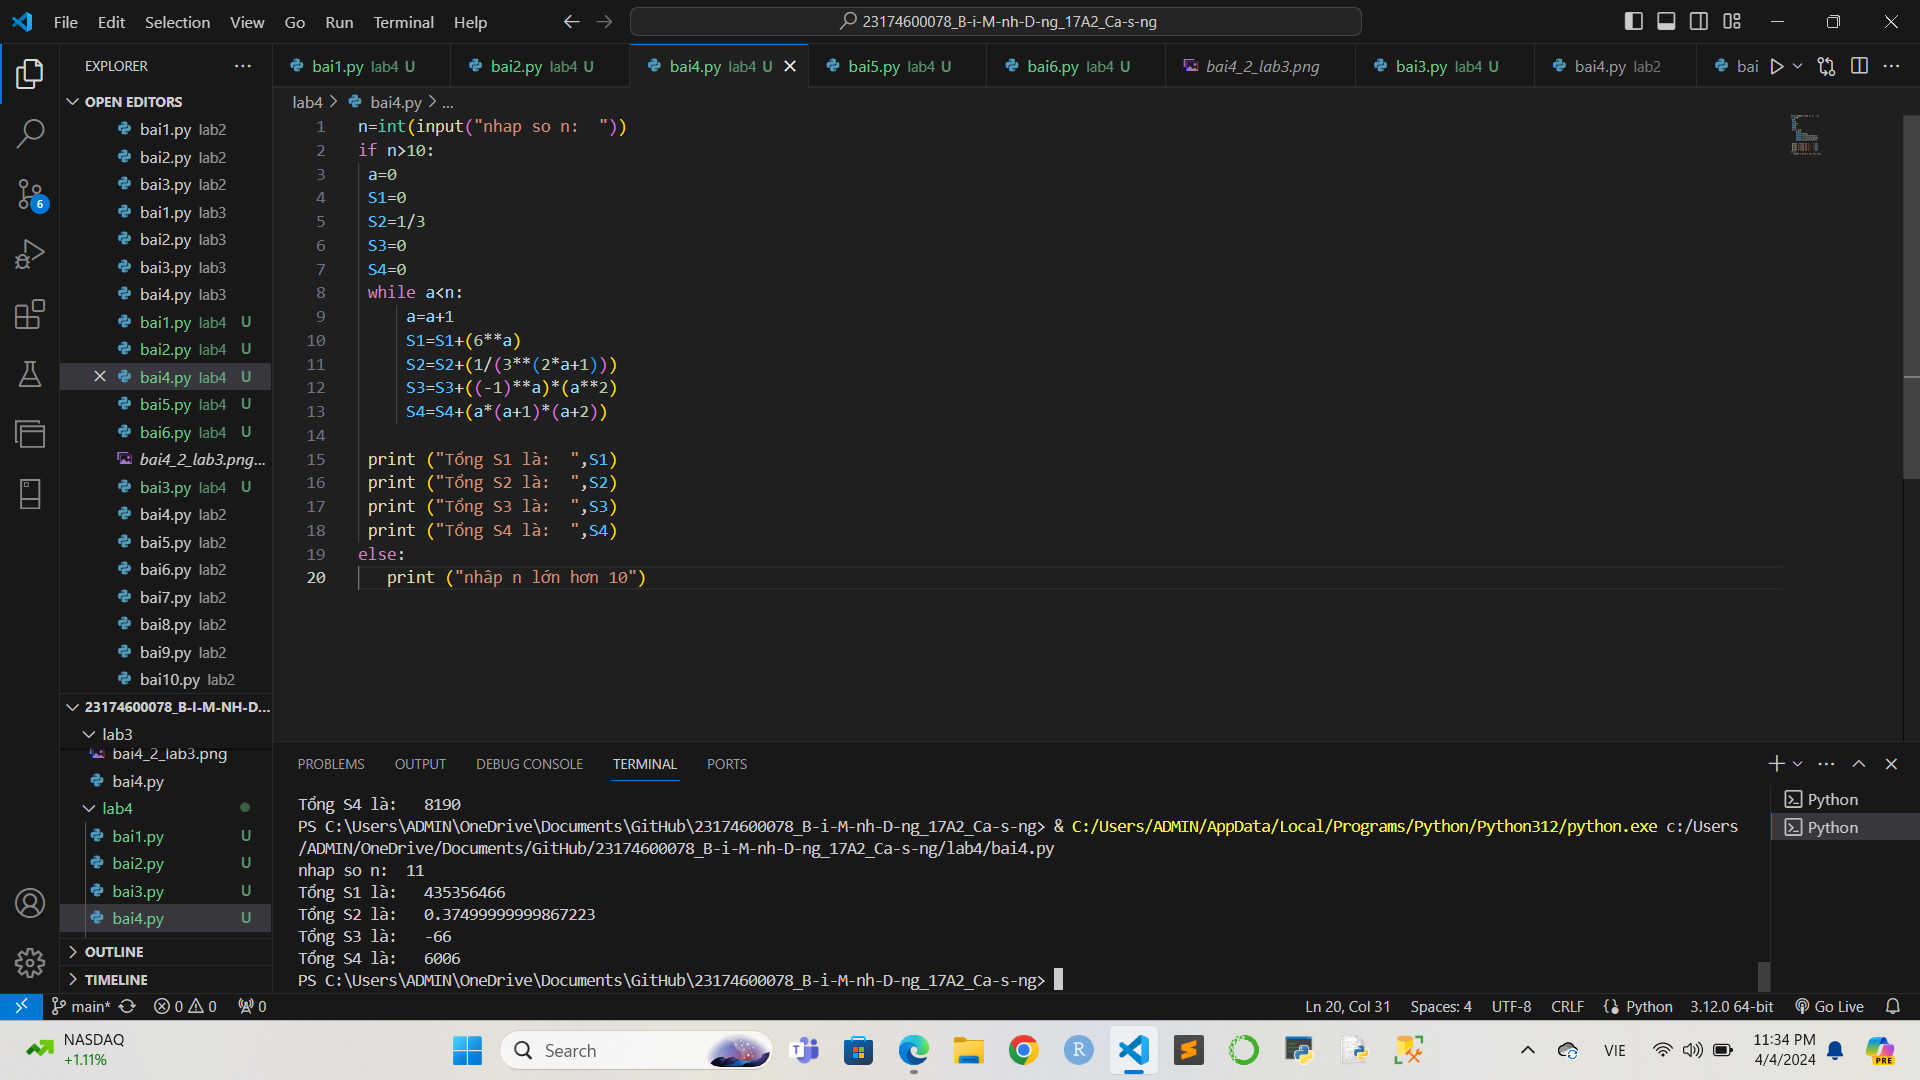 File Edit Selection View Go Run Terminal Help
23174600078_B-i-M-nh-D-ng_17A2_Ca-s-ng
EXPLORER
bai1.py lab4 U
bai2.py lab4 U
bai4.py lab4 U
bai5.py lab4 U
bai6.py lab4 U
bai4_2_lab3.png
bai3.py lab4 U
bai4.py lab2
bai
OPEN EDITORS
bai1.py lab2
bai2.py lab2
bai3.py lab2
bai1.py lab3
bai2.py lab3
bai3.py lab3
bai4.py lab3
bai1.py lab4 U
bai2.py lab4 U
bai4.py lab4 U
bai5.py lab4 U
bai6.py lab4 U
bai4_2_lab3.png...
bai3.py lab4 U
bai4.py lab2
bai5.py lab2
bai6.py lab2
bai7.py lab2
bai8.py lab2
bai9.py lab2
bai10.py lab2
23174600078_B-I-M-NH-D...
lab3
bai4_2_lab3.png
bai4.py
lab4
bai1.py U
bai2.py U
bai3.py U
bai4.py U
OUTLINE
TIMELINE
6
lab4 > bai4.py > ...
1 n=int(input("nhap so n:  "))
2 if n>10:
3 a=0
4 S1=0
5 S2=1/3
6 S3=0
7 S4=0
8 while a<n:
9 a=a+1
10 S1=S1+(6**a)
11 S2=S2+(1/(3**(2*a+1)))
12 S3=S3+((-1)**a)*(a**2)
13 S4=S4+(a*(a+1)*(a+2))
14
15 print ("Tổng S1 là:  ",S1)
16 print ("Tổng S2 là:  ",S2)
17 print ("Tổng S3 là:  ",S3)
18 print ("Tổng S4 là:  ",S4)
19 else:
20 print ("nhâp n lớn hơn 10")
PROBLEMS OUTPUT DEBUG CONSOLE TERMINAL PORTS
Tổng S4 là:   8190
PS C:\Users\ADMIN\OneDrive\Documents\GitHub\23174600078_B-i-M-nh-D-ng_17A2_Ca-s-ng> & C:/Users/ADMIN/AppData/Local/Programs/Python/Python312/python.exe c:/Users
/ADMIN/OneDrive/Documents/GitHub/23174600078_B-i-M-nh-D-ng_17A2_Ca-s-ng/lab4/bai4.py
nhap so n:  11
Tổng S1 là:   435356466
Tổng S2 là:   0.37499999999867223
Tổng S3 là:   -66
Tổng S4 là:   6006
PS C:\Users\ADMIN\OneDrive\Documents\GitHub\23174600078_B-i-M-nh-D-ng_17A2_Ca-s-ng>
Python
Python
main* 0 0 0
Ln 20, Col 31 Spaces: 4 UTF-8 CRLF Python 3.12.0 64-bit Go Live
NASDAQ
+1.11%
Search
VIE
11:34 PM
4/4/2024
PRE